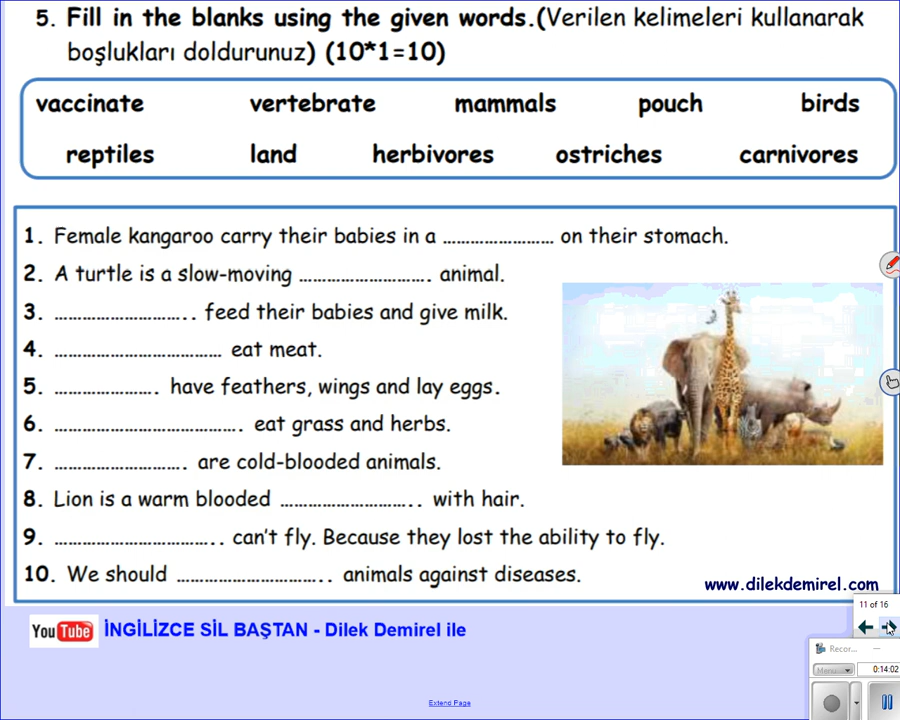 5. Fill in the blanks using the given words.(Verilen kelimeleri kullanarak
boşlukları doldurunuz) (10*1=10)
vaccinate vertebrate mammals pouch birds
reptiles land herbivores ostriches carnivores
1. Female kangaroo carry their babies in a ........................ on their stomach.
2. A turtle is a slow-moving ............................. animal.
3. .............................. feed their babies and give milk.
4. .................................... eat meat.
5. ....................... have feathers, wings and lay eggs.
6. ......................................... eat grass and herbs.
7. ............................. are cold-blooded animals.
8. Lion is a warm blooded .............................. with hair.
9. ..................................... can't fly. Because they lost the ability to fly.
10. We should .................................. animals against diseases.
www.dilekdemirel.com
11 of 16
YouTube İNGİLİZCE SİL BAŞTAN - Dilek Demirel ile
Recor...
Menu 0:14:02
Extend Page